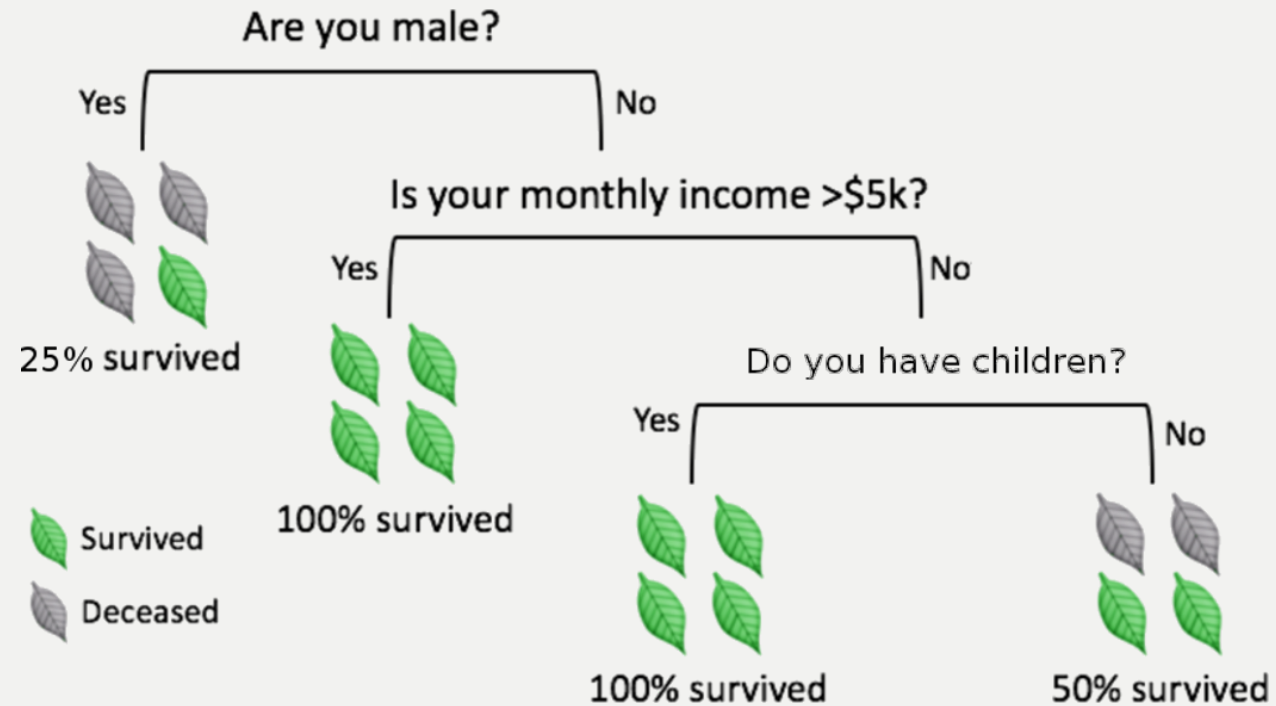 Are you male?
Yes
No
Is your monthly income >$5k?
Yes
No
25% survived
Do you have children?
Yes
No
100% survived
Survived
Deceased
100% survived
50% survived